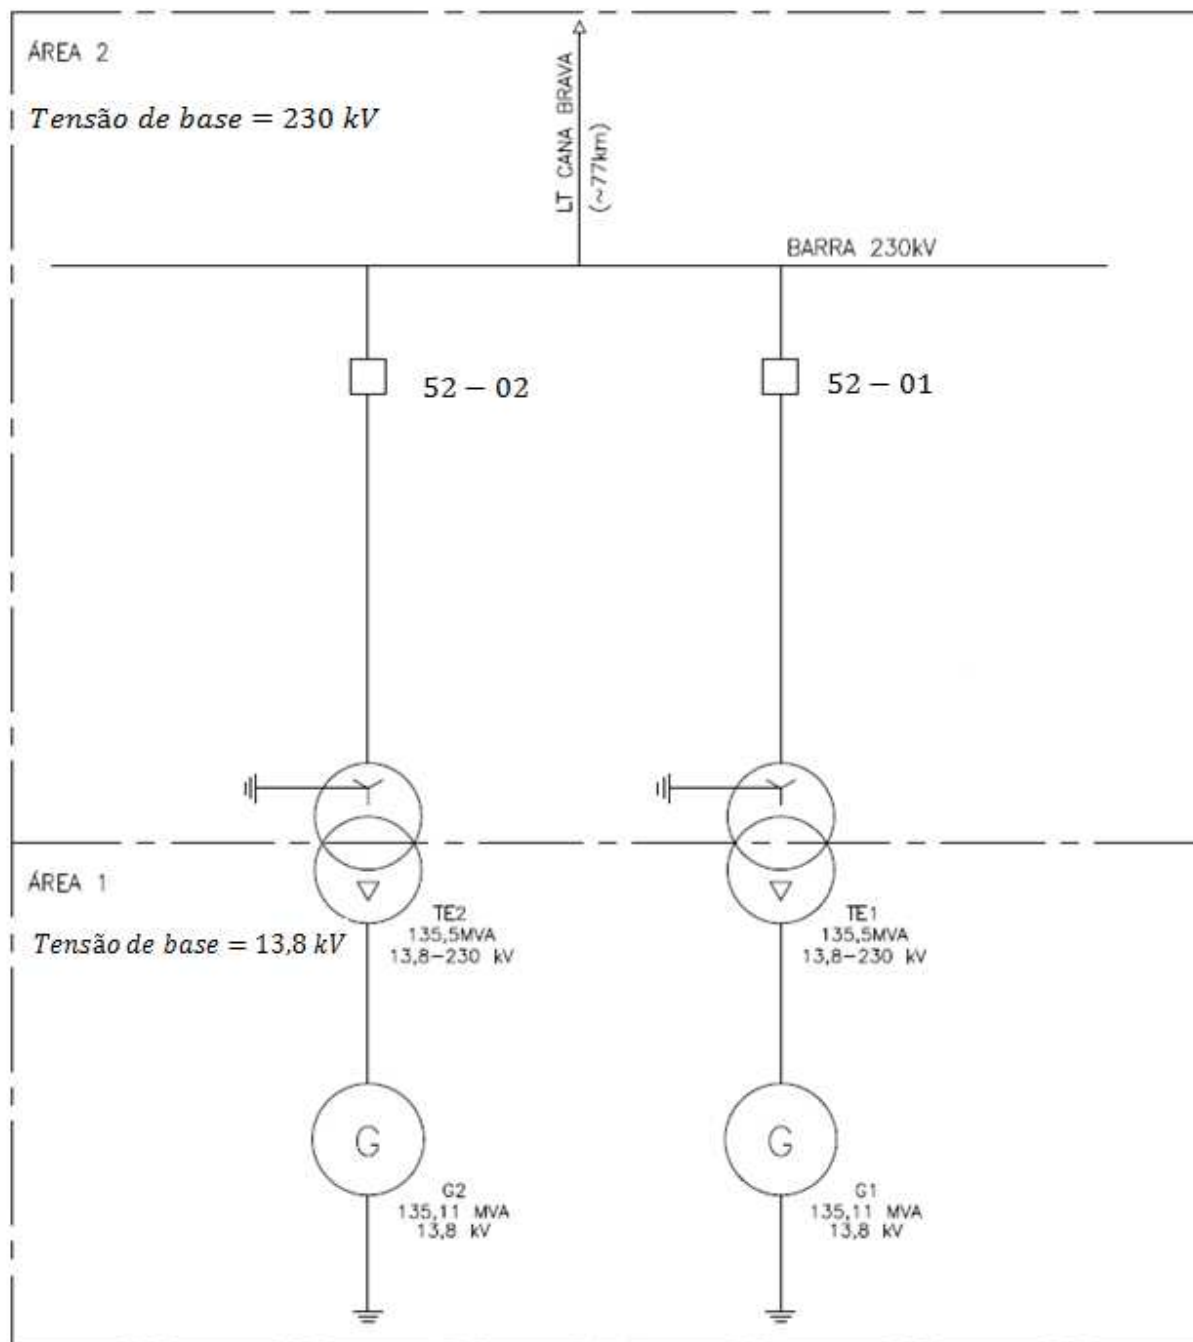 ÁREA 2
Tensão de base = 230 kV
LT CANA BRAVA
(~77km)
BARRA 230kV
52 – 02
52 – 01
ÁREA 1
Tensão de base = 13,8 kV
TE2
135,5MVA
13,8–230 kV
TE1
135,5MVA
13,8–230 kV
G
G
G2
135,11 MVA
13,8 kV
G1
135,11 MVA
13,8 kV